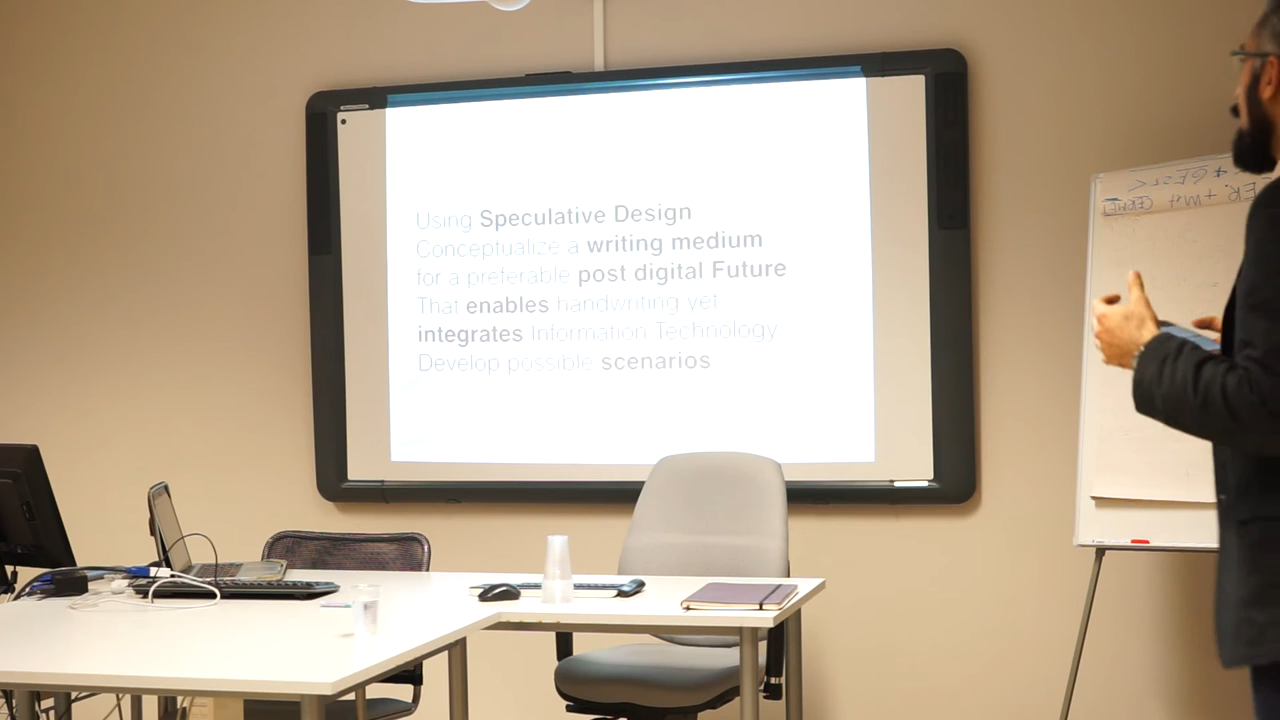 Using Speculative Design
Conceptualize a writing medium
for a preferable post digital Future
That enables handwriting yet
integrates Information Technology
Develop possible scenarios